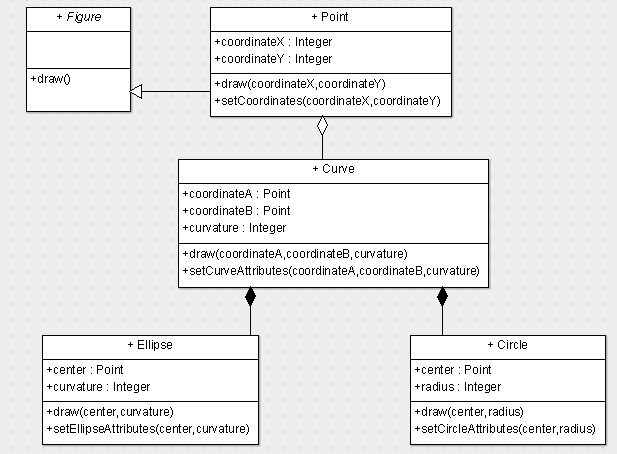 + Figure
+draw()
+ Point
+coordinateX : Integer
+coordinateY : Integer
+draw(coordinateX,coordinateY)
+setCoordinates(coordinateX,coordinateY)
+ Curve
+coordinateA : Point
+coordinateB : Point
+curvature : Integer
+draw(coordinateA,coordinateB,curvature)
+setCurveAttributes(coordinateA,coordinateB,curvature)
+ Ellipse
+center : Point
+curvature : Integer
+draw(center,curvature)
+setEllipseAttributes(center,curvature)
+ Circle
+center : Point
+radius : Integer
+draw(center,radius)
+setCircleAttributes(center,radius)